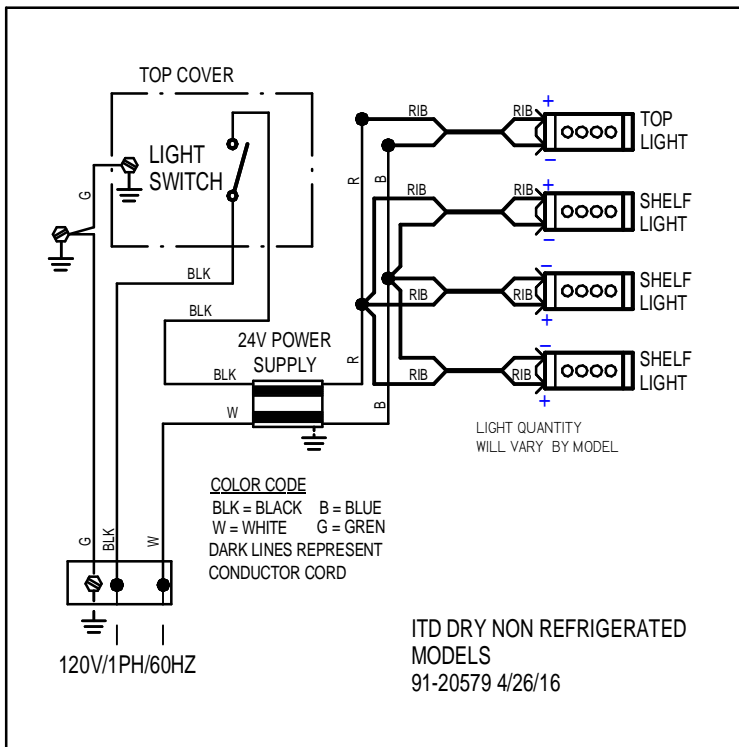 TOP COVER
LIGHT
SWITCH
G
BLK
BLK
BLK
W
24V POWER
SUPPLY
R
B
R
B
RIB
RIB
+
-
TOP
LIGHT
RIB
RIB
+
-
SHELF
LIGHT
RIB
RIB
-
+
SHELF
LIGHT
RIB
RIB
-
+
SHELF
LIGHT
LIGHT QUANTITY
WILL VARY BY MODEL
COLOR CODE
BLK = BLACK B = BLUE
W = WHITE G = GREN
DARK LINES REPRESENT
CONDUCTOR CORD
G
BLK
W
120V/1PH/60HZ
ITD DRY NON REFRIGERATED
MODELS
91-20579 4/26/16